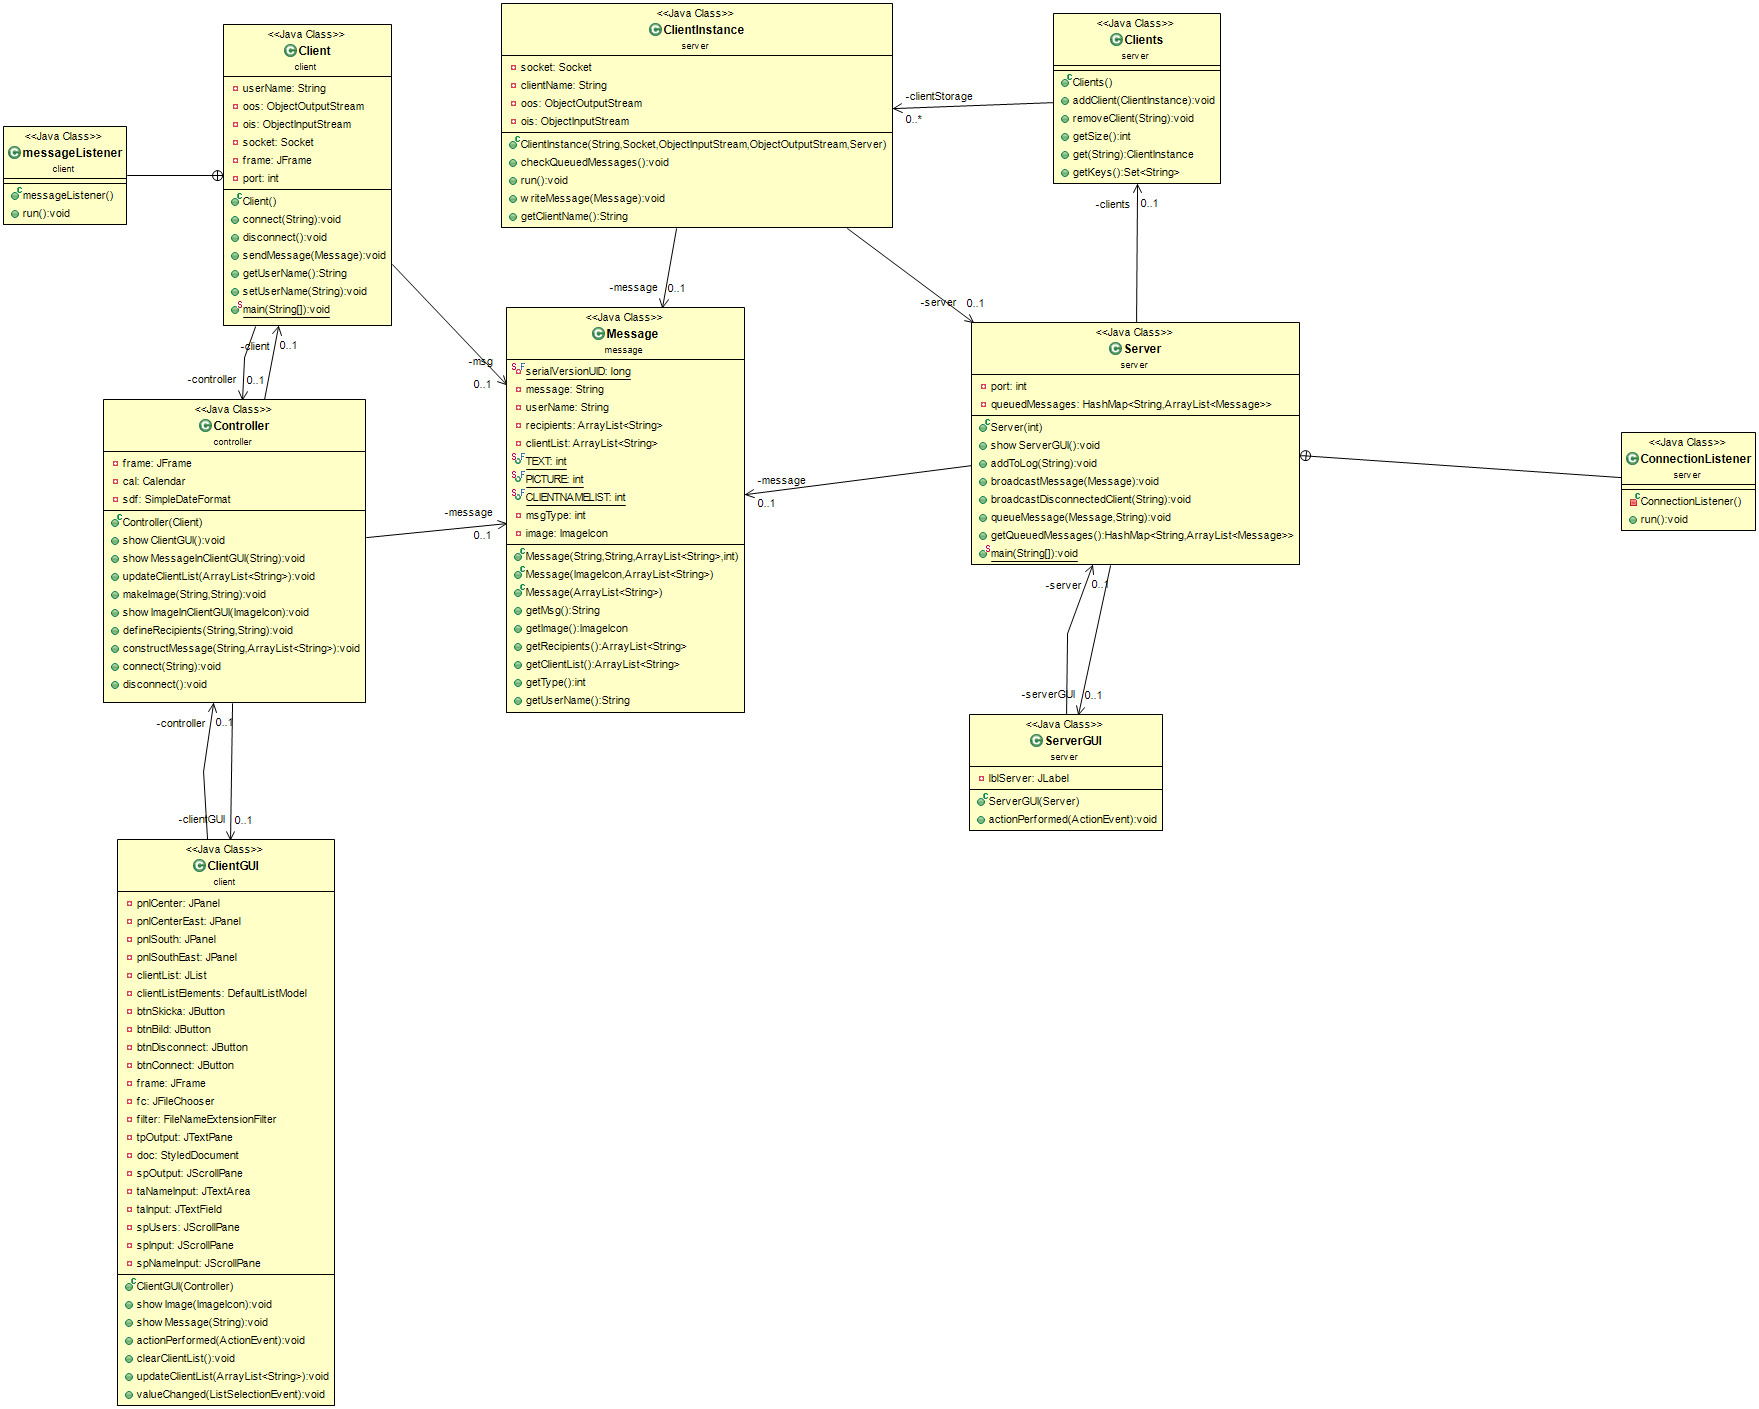 <<Java Class>>
messageListener
client
messageListener()
run():void
<<Java Class>>
Client
client
userName: String
oos: ObjectOutputStream
ois: ObjectInputStream
socket: Socket
frame: JFrame
port: int
Client()
connect(String):void
disconnect():void
sendMessage(Message):void
getUserName():String
setUserName(String):void
main(String[]):void
<<Java Class>>
ClientInstance
server
socket: Socket
clientName: String
oos: ObjectOutputStream
ois: ObjectInputStream
ClientInstance(String,Socket,ObjectInputStream,ObjectOutputStream,Server)
checkQueuedMessages():void
run():void
writeMessage(Message):void
getClientName():String
<<Java Class>>
Clients
server
Clients()
addClient(ClientInstance):void
removeClient(String):void
getSize():int
get(String):ClientInstance
getKeys():Set<String>
-clientStorage
0..*
-clients
0..1
-message
0..1
-server
0..1
-msg
0..1
-client
0..1
-controller
0..1
<<Java Class>>
Controller
controller
frame: JFrame
cal: Calendar
sdf: SimpleDateFormat
Controller(Client)
showClientGUI():void
showMessageInClientGUI(String):void
updateClientList(ArrayList<String>):void
makeImage(String,String):void
showImageInClientGUI(ImageIcon):void
defineRecipients(String,String):void
constructMessage(String,ArrayList<String>):void
connect(String):void
disconnect():void
-message
0..1
<<Java Class>>
Message
message
serialVersionUID: long
message: String
userName: String
recipients: ArrayList<String>
clientList: ArrayList<String>
TEXT: int
PICTURE: int
CLIENTNAMELIST: int
msgType: int
image: ImageIcon
Message(String,String,ArrayList<String>,int)
Message(ImageIcon,ArrayList<String>)
Message(ArrayList<String>)
getMsg():String
getImage():ImageIcon
getRecipients():ArrayList<String>
getClientList():ArrayList<String>
getType():int
getUserName():String
-message
0..1
<<Java Class>>
Server
server
port: int
queuedMessages: HashMap<String,ArrayList<Message>>
Server(int)
showServerGUI():void
addToLog(String):void
broadcastMessage(Message):void
broadcastDisconnectedClient(String):void
queueMessage(Message,String):void
getQueuedMessages():HashMap<String,ArrayList<Message>>
main(String[]):void
<<Java Class>>
ConnectionListener
server
ConnectionListener()
run():void
-server
0..1
-serverGUI
0..1
<<Java Class>>
ServerGUI
server
lblServer: JLabel
ServerGUI(Server)
actionPerformed(ActionEvent):void
-controller
0..1
-clientGUI
0..1
<<Java Class>>
ClientGUI
client
pnlCenter: JPanel
pnlCenterEast: JPanel
pnlSouth: JPanel
pnlSouthEast: JPanel
clientList: JList
clientListElements: DefaultListModel
btnSkicka: JButton
btnBild: JButton
btnDisconnect: JButton
btnConnect: JButton
frame: JFrame
fc: JFileChooser
filter: FileNameExtensionFilter
tpOutput: JTextPane
doc: StyledDocument
spOutput: JScrollPane
taNameInput: JTextArea
taInput: JTextField
spUsers: JScrollPane
spInput: JScrollPane
spNameInput: JScrollPane
ClientGUI(Controller)
showImage(ImageIcon):void
showMessage(String):void
actionPerformed(ActionEvent):void
clearClientList():void
updateClientList(ArrayList<String>):void
valueChanged(ListSelectionEvent):void